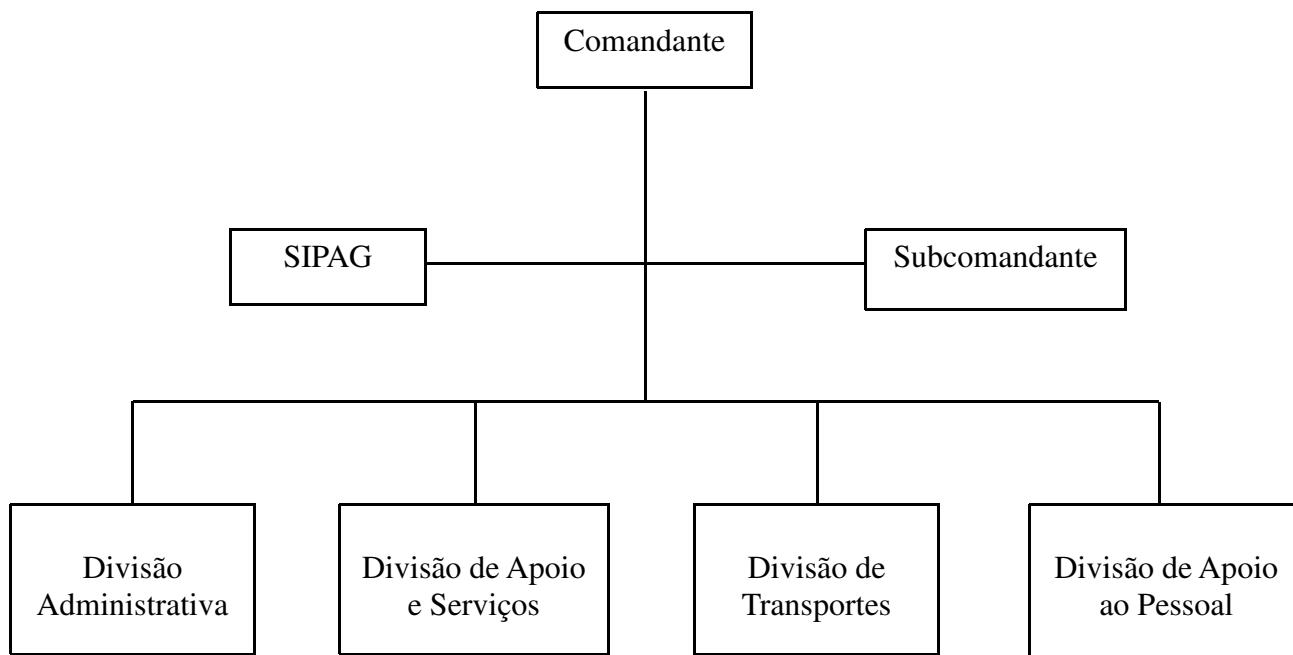 Comandante
SIPAG
Subcomandante
Divisão
Administrativa
Divisão de Apoio
e Serviços
Divisão de
Transportes
Divisão de Apoio
ao Pessoal